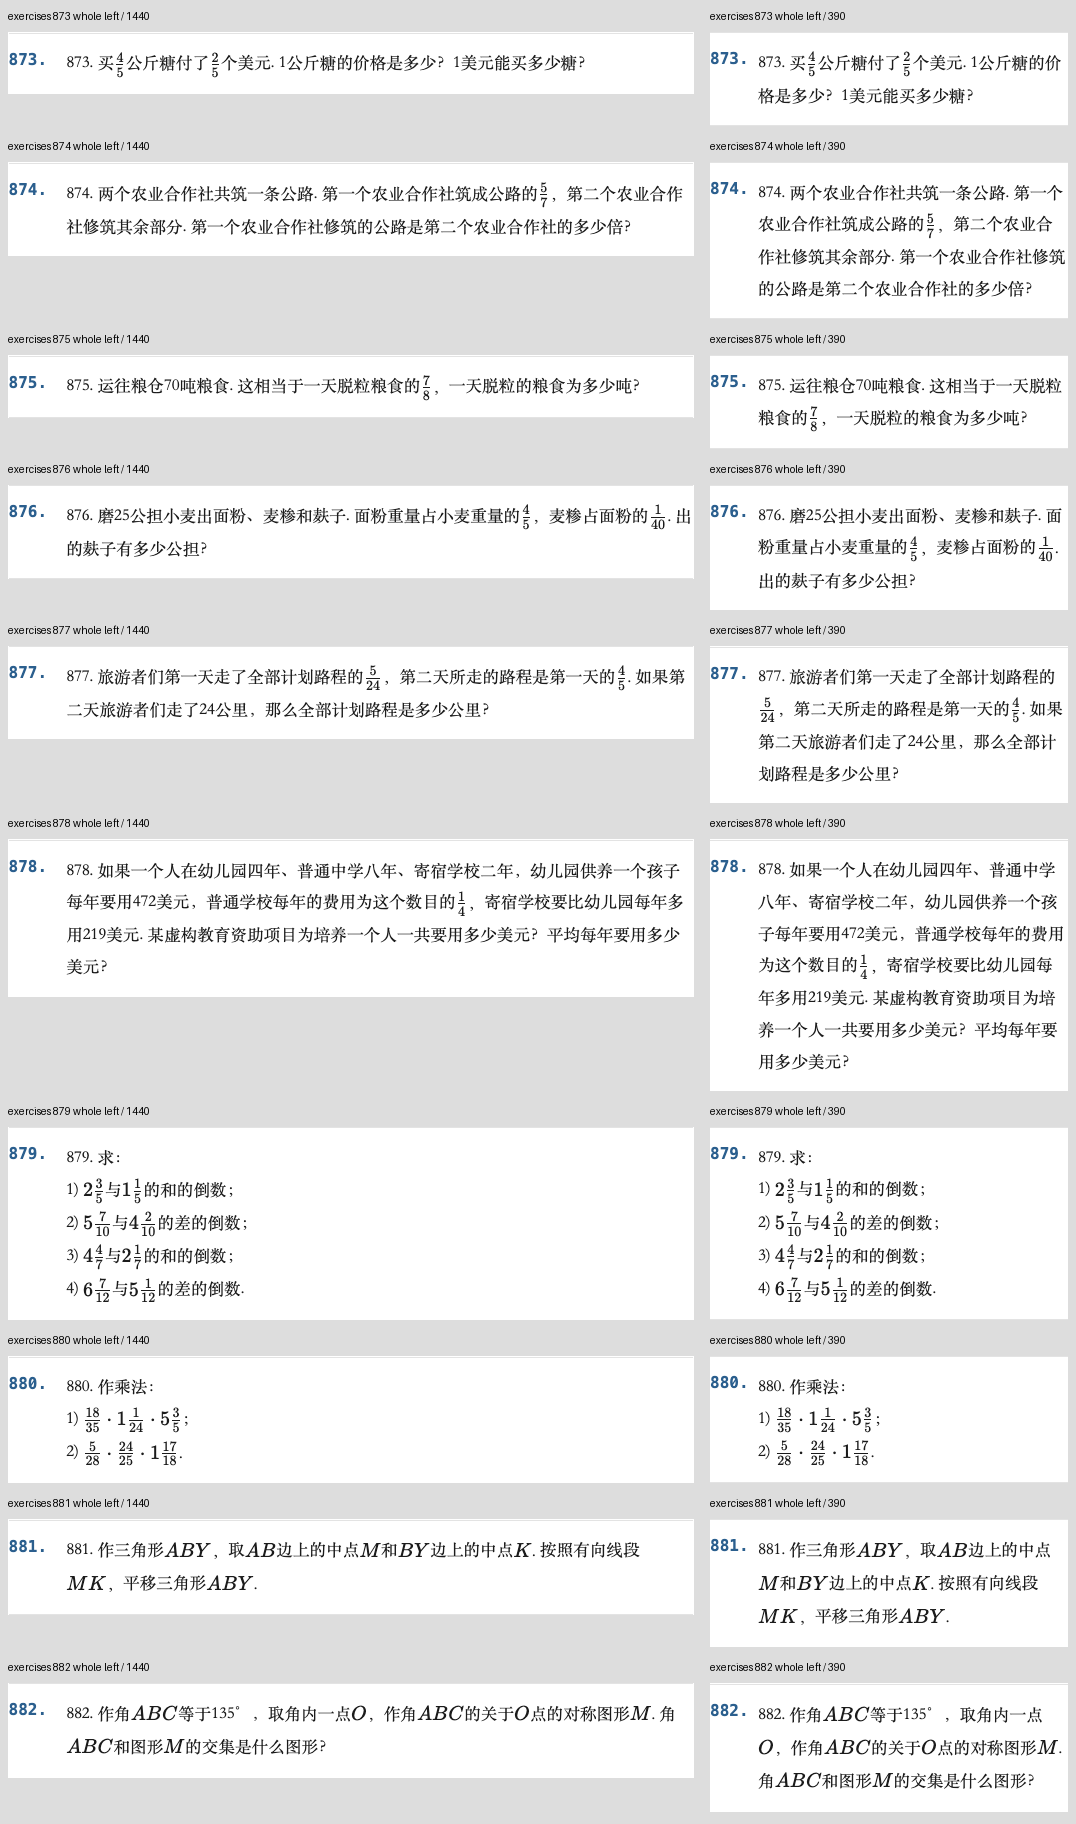 exercises873 whole left / 1440
873. 873. 买4/5公斤糖付了2/5个美元. 1公斤糖的价格是多少？1美元能买多少糖？
exercises874 whole left / 1440
874. 874. 两个农业合作社共筑一条公路. 第一个农业合作社筑成公路的5/7，第二个农业合作
社修筑其余部分. 第一个农业合作社修筑的公路是第二个农业合作社的多少倍？
exercises875 whole left / 1440
875. 875. 运往粮仓70吨粮食. 这相当于一天脱粒粮食的7/8，一天脱粒的粮食为多少吨？
exercises876 whole left / 1440
876. 876. 磨25公担小麦出面粉、麦糁和麸子. 面粉重量占小麦重量的4/5，麦糁占面粉的1/40. 出
的麸子有多少公担？
exercises877 whole left / 1440
877. 877. 旅游者们第一天走了全部计划路程的5/24，第二天所走的路程是第一天的4/5. 如果第
二天旅游者们走了24公里，那么全部计划路程是多少公里？
exercises878 whole left / 1440
878. 878. 如果一个人在幼儿园四年、普通中学八年、寄宿学校二年，幼儿园供养一个孩子
每年要用472美元，普通学校每年的费用为这个数目的1/4，寄宿学校要比幼儿园每年多
用219美元. 某虚构教育资助项目为培养一个人一共要用多少美元？平均每年要用多少
美元？
exercises879 whole left / 1440
879. 879. 求：
1) 2 3/5与1 1/5的和的倒数；
2) 5 7/10与4 2/10的差的倒数；
3) 4 4/7与2 1/7的和的倒数；
4) 6 7/12与5 1/12的差的倒数.
exercises880 whole left / 1440
880. 880. 作乘法：
1) 18/35 · 1 1/24 · 5 3/5；
2) 5/28 · 24/25 · 1 17/18.
exercises881 whole left / 1440
881. 881. 作三角形ABY，取AB边上的中点M和BY边上的中点K. 按照有向线段
MK，平移三角形ABY.
exercises882 whole left / 1440
882. 882. 作角ABC等于135°，取角内一点O，作角ABC的关于O点的对称图形M. 角
ABC和图形M的交集是什么图形？
exercises873 whole left / 390
873. 873. 买4/5公斤糖付了2/5个美元. 1公斤糖的价
格是多少？1美元能买多少糖？
exercises874 whole left / 390
874. 874. 两个农业合作社共筑一条公路. 第一个
农业合作社筑成公路的5/7，第二个农业合
作社修筑其余部分. 第一个农业合作社修筑
的公路是第二个农业合作社的多少倍？
exercises875 whole left / 390
875. 875. 运往粮仓70吨粮食. 这相当于一天脱粒
粮食的7/8，一天脱粒的粮食为多少吨？
exercises876 whole left / 390
876. 876. 磨25公担小麦出面粉、麦糁和麸子. 面
粉重量占小麦重量的4/5，麦糁占面粉的1/40.
出的麸子有多少公担？
exercises877 whole left / 390
877. 877. 旅游者们第一天走了全部计划路程的
5/24，第二天所走的路程是第一天的4/5. 如果
第二天旅游者们走了24公里，那么全部计
划路程是多少公里？
exercises878 whole left / 390
878. 878. 如果一个人在幼儿园四年、普通中学
八年、寄宿学校二年，幼儿园供养一个孩
子每年要用472美元，普通学校每年的费用
为这个数目的1/4，寄宿学校要比幼儿园每
年多用219美元. 某虚构教育资助项目为培
养一个人一共要用多少美元？平均每年要
用多少美元？
exercises879 whole left / 390
879. 879. 求：
1) 2 3/5与1 1/5的和的倒数；
2) 5 7/10与4 2/10的差的倒数；
3) 4 4/7与2 1/7的和的倒数；
4) 6 7/12与5 1/12的差的倒数.
exercises880 whole left / 390
880. 880. 作乘法：
1) 18/35 · 1 1/24 · 5 3/5；
2) 5/28 · 24/25 · 1 17/18.
exercises881 whole left / 390
881. 881. 作三角形ABY，取AB边上的中点
M和BY边上的中点K. 按照有向线段
MK，平移三角形ABY.
exercises882 whole left / 390
882. 882. 作角ABC等于135°，取角内一点
O，作角ABC的关于O点的对称图形M.
角ABC和图形M的交集是什么图形？